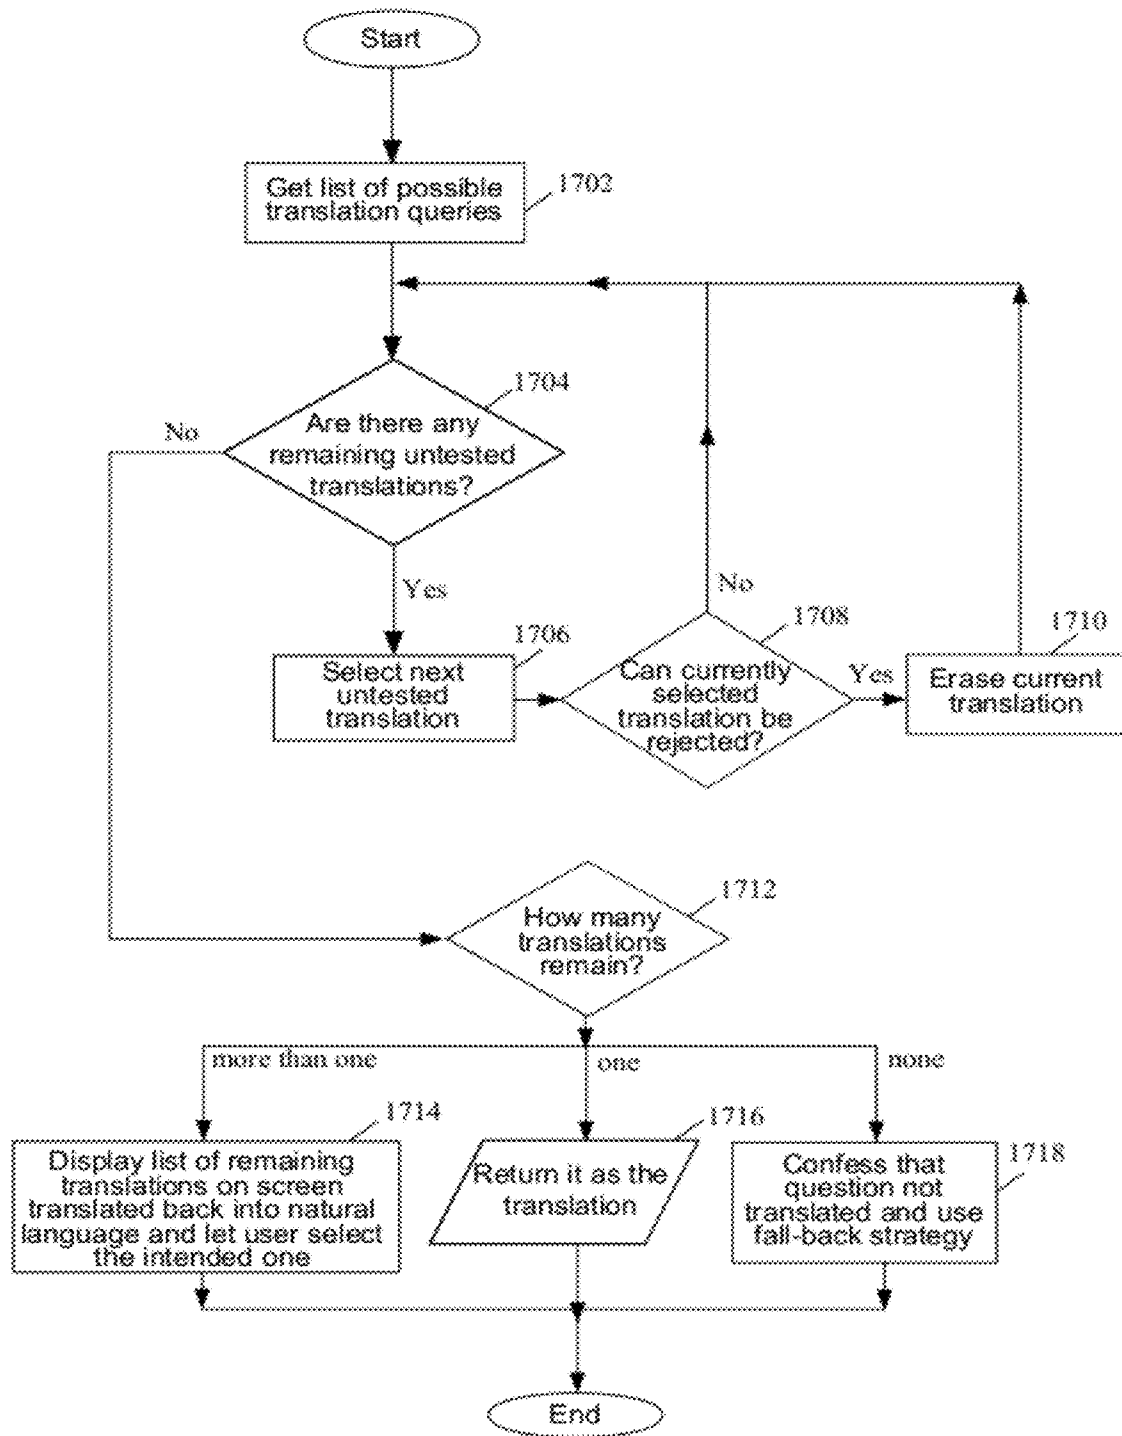 Start
Get list of possible
translation queries
1702
1704
Are there any
remaining untested
translations?
No
Yes
1706
Select next
untested
translation
No
1708
Can currently
selected
translation be
rejected?
Yes
1710
Erase current
translation
1712
How many
translations
remain?
more than one
one
none
1714
Display list of remaining
translations on screen
translated back into natural
language and let user select
the intended one
1716
Return it as the
translation
1718
Confess that
question not
translated and use
fall-back strategy
End